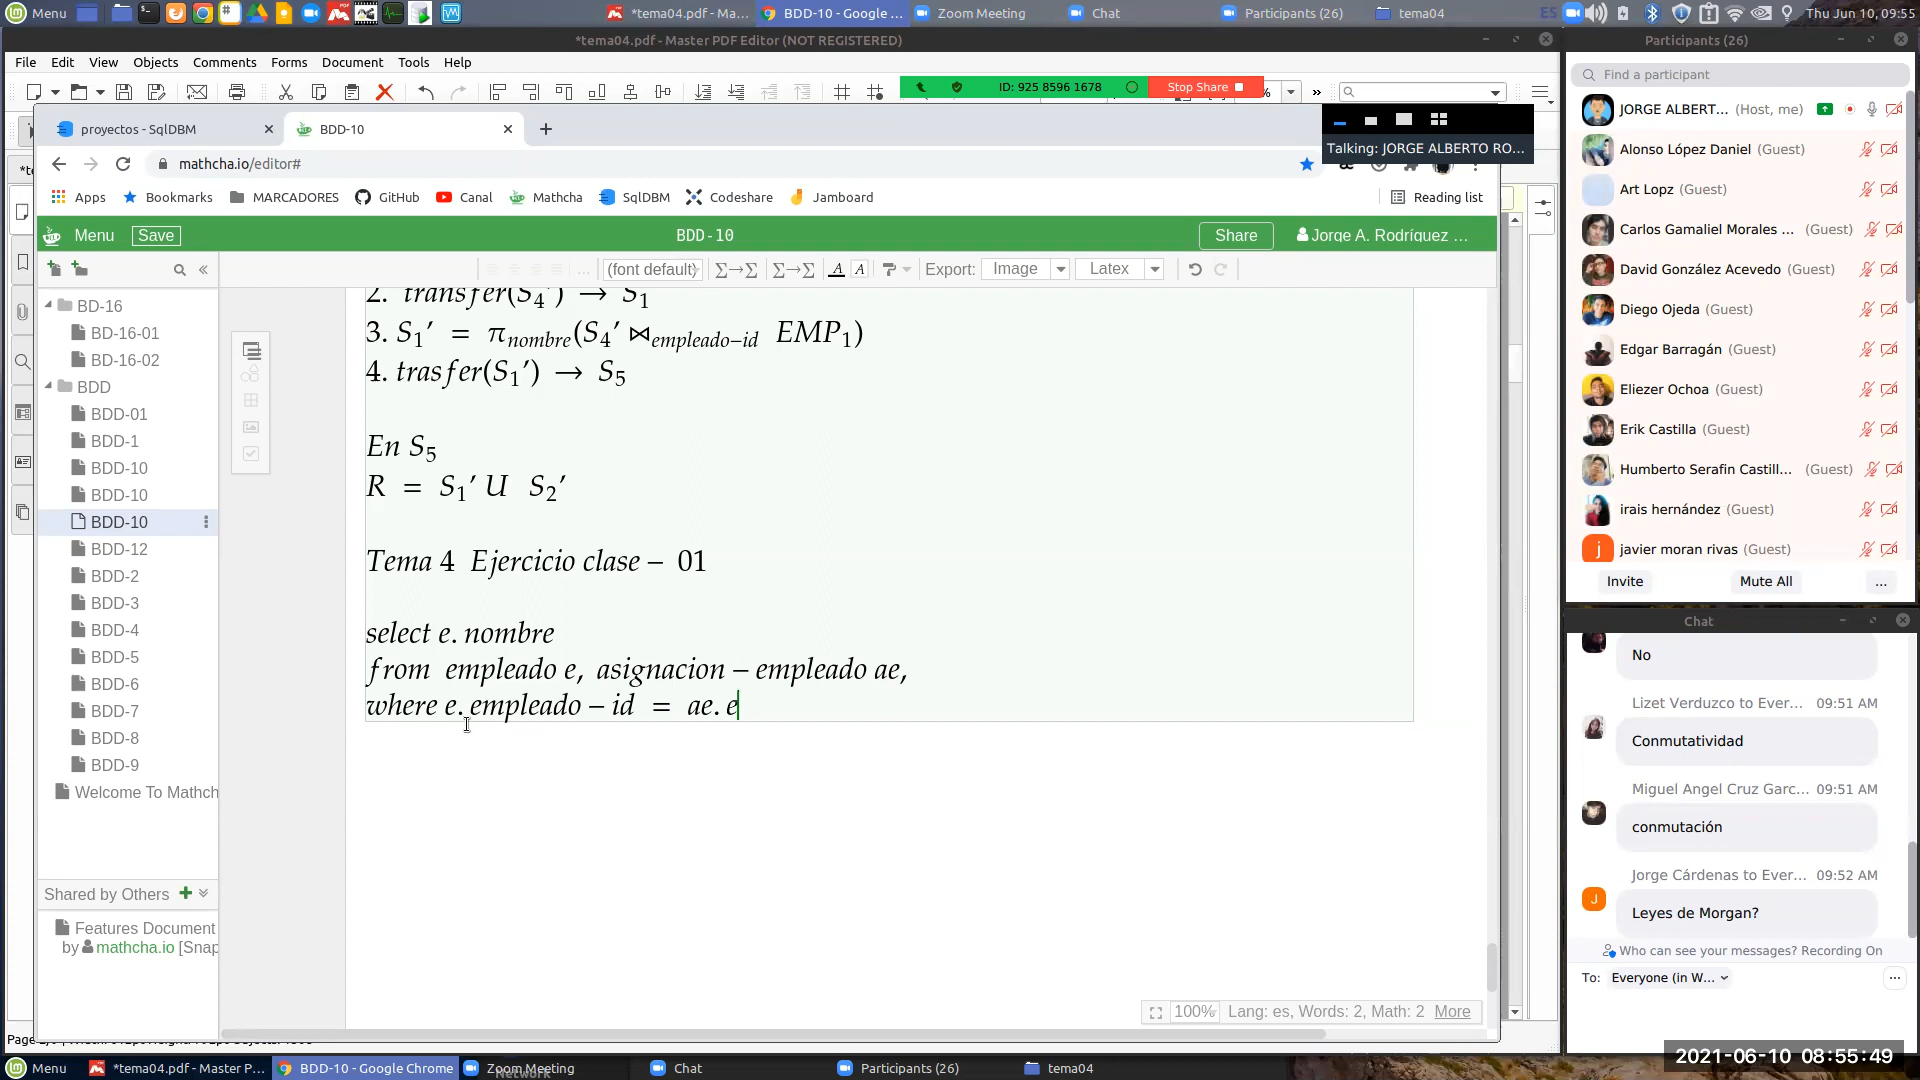 Menu
*tema04.pdf - Ma...
BDD-10 - Google ...
Zoom Meeting
Chat
Participants (26)
tema04
ES
Thu Jun 10, 09:55
*tema04.pdf - Master PDF Editor (NOT REGISTERED)
Participants (26)
File Edit View Objects Comments Forms Document Tools Help
Find a participant
ID: 925 8596 1678
Stop Share
%
JORGE ALBERT... (Host, me)
proyectos - SqlDBM
BDD-10
Talking: JORGE ALBERTO RO...
Alonso López Daniel (Guest)
mathcha.io/editor#
Art Lopz (Guest)
Apps Bookmarks MARCADORES GitHub Canal Mathcha SqlDBM Codeshare Jamboard
Reading list
Carlos Gamaliel Morales ... (Guest)
Menu Save
BDD-10
Share
Jorge A. Rodríguez ...
David González Acevedo (Guest)
(font default)
Σ→Σ Σ→Σ A A
Export: Image Latex
Diego Ojeda (Guest)
Edgar Barragán (Guest)
Eliezer Ochoa (Guest)
Erik Castilla (Guest)
Humberto Serafin Castill... (Guest)
irais hernández (Guest)
j
javier moran rivas (Guest)
Invite
Mute All
...
BD-16
BD-16-01
BD-16-02
BDD
BDD-01
BDD-1
BDD-10
BDD-10
BDD-10
BDD-12
BDD-2
BDD-3
BDD-4
BDD-5
BDD-6
BDD-7
BDD-8
BDD-9
Welcome To Mathch
Shared by Others
Features Document
by mathcha.io [Snap
2. transfer(S₄') → S₁
3. S₁' = π_nombre(S₄' ⋈_empleado−id EMP₁)
4. trasfer(S₁') → S₅
En S₅
R = S₁' U S₂'
Tema 4 Ejercicio clase − 01
select e. nombre
from empleado e, asignacion − empleado ae,
where e. empleado − id = ae. e
100% Lang: es, Words: 2, Math: 2 More
Chat
No
Lizet Verduzco to Ever... 09:51 AM
Conmutatividad
Miguel Angel Cruz Garc... 09:51 AM
conmutación
Jorge Cárdenas to Ever... 09:52 AM
J
Leyes de Morgan?
Who can see your messages? Recording On
To: Everyone (in W...
Menu
*tema04.pdf - Master P...
BDD-10 - Google Chrome
Zoom Meeting
Network
Chat
Participants (26)
tema04
2021-06-10 08:55:49